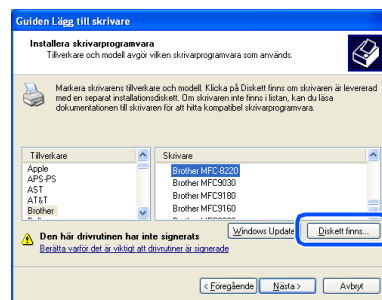 Guiden Lägg till skrivare
Installera skrivarprogramvara
Tillverkare och modell avgör vilken skrivarprogramvara som används.
Markera skrivarens tillverkare och modell. Klicka på Diskett finns om skrivaren är levererad
med en separat installationsdiskett. Om skrivaren inte finns i listan, kan du läsa
dokumentationen till skrivaren för att hitta kompatibel skrivarprogramvara.
Tillverkare
Apple
APS-PS
AST
AT&T
Brother
Skrivare
Brother MFC-8220
Brother MFC9030
Brother MFC9180
Brother MFC9160
Den här drivrutinen har inte signerats
Berätta varför det är viktigt att drivrutiner är signerade
Windows Update
Diskett finns...
< Föregående
Nästa >
Avbryt